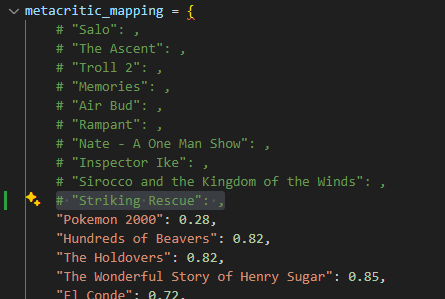 metacritic_mapping = {
# "Salo": ,
# "The Ascent": ,
# "Troll 2": ,
# "Memories": ,
# "Air Bud": ,
# "Rampant": ,
# "Nate - A One Man Show": ,
# "Inspector Ike": ,
# "Sirocco and the Kingdom of the Winds": ,
# "Striking Rescue": ,
"Pokemon 2000": 0.28,
"Hundreds of Beavers": 0.82,
"The Holdovers": 0.82,
"The Wonderful Story of Henry Sugar": 0.85,
"El Conde": 0.72,